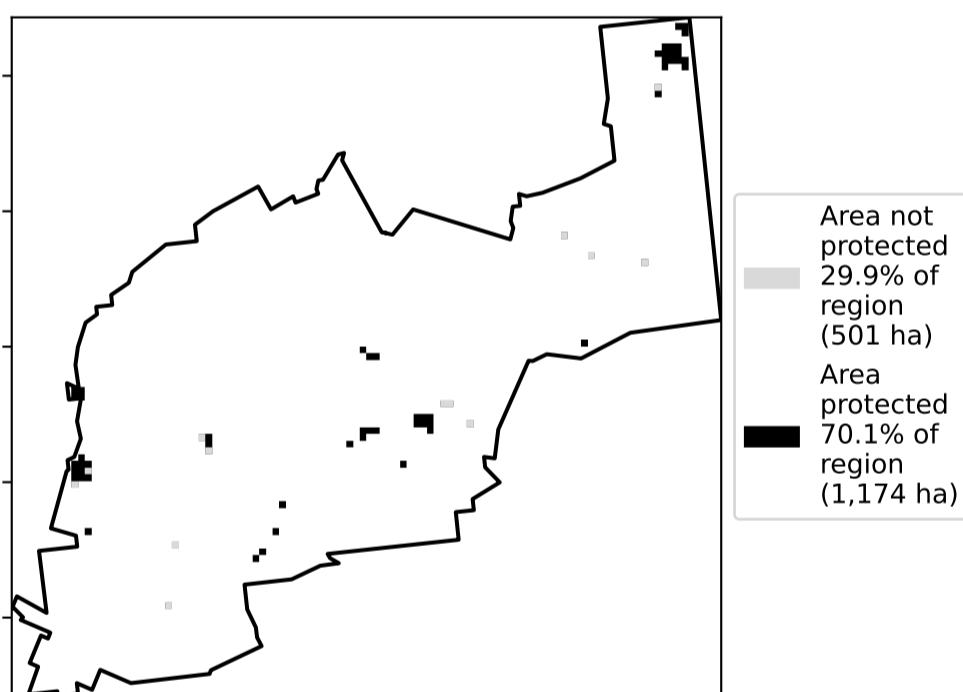 Area not
protected
29.9% of
region
(501 ha)
Area
protected
70.1% of
region
(1,174 ha)